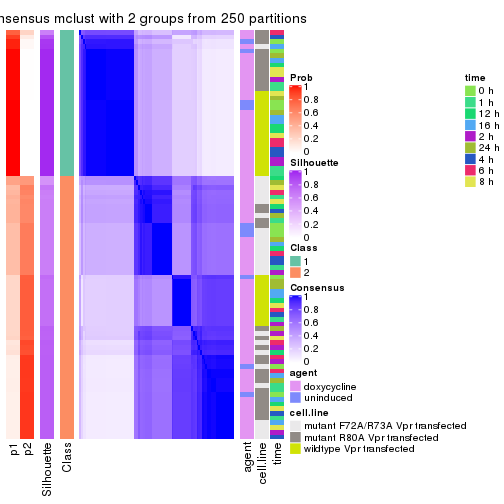 nsensus mclust with 2 groups from 250 partitions
Prob
1
0.8
0.6
0.4
0.2
0
Silhouette
1
0.8
0.6
0.4
0.2
0
Class
1
2
Consensus
1
0.8
0.6
0.4
0.2
0
agent
doxycycline
uninduced
cell.line
mutant F72A/R73A Vpr transfected
mutant R80A Vpr transfected
wildtype Vpr transfected
time
0 h
1 h
12 h
16 h
2 h
24 h
4 h
6 h
8 h
p1
p2
Silhouette
Class
agent
cell.line
time